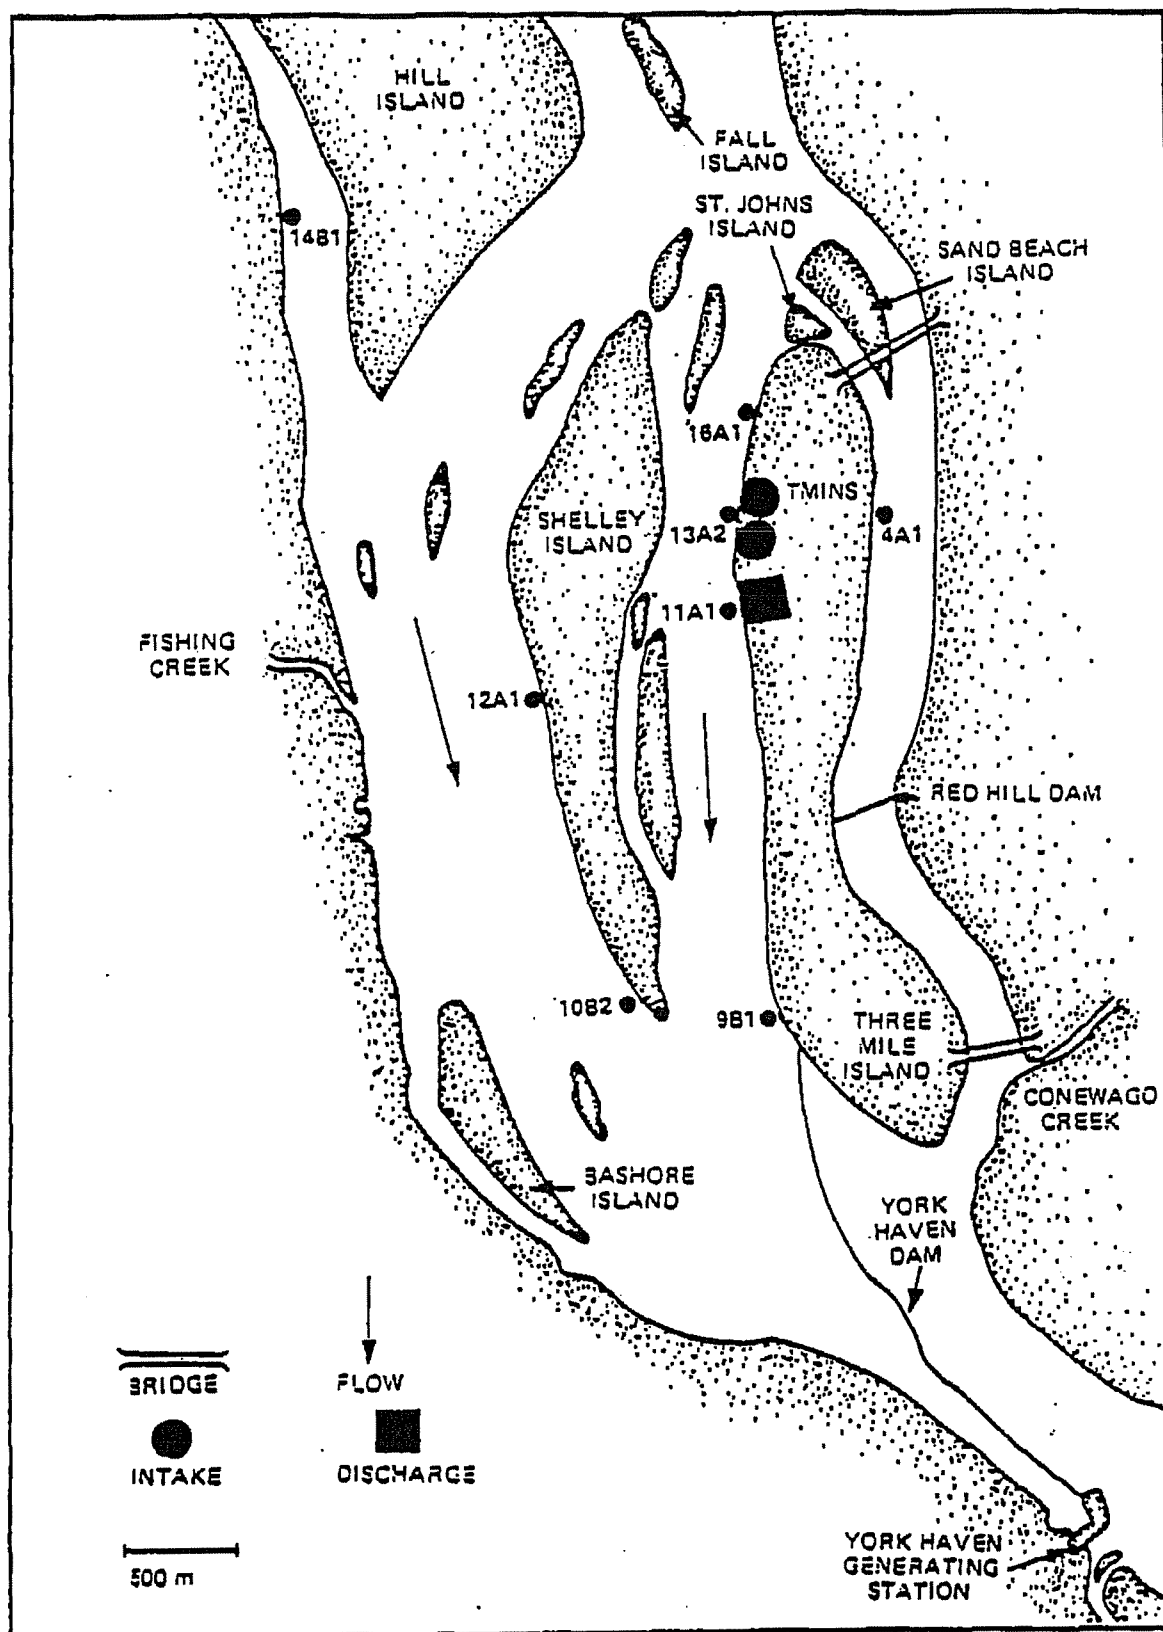 HILL
ISLAND
FALL
ISLAND
ST. JOHNS
ISLAND
SAND BEACH
ISLAND
14B1
16A1
TMINS
SHELLEY
ISLAND
13A2
4A1
11A1
FISHING
CREEK
12A1
RED HILL DAM
10B2
9B1
THREE
MILE
ISLAND
CONEWAGO
CREEK
BASHORE
ISLAND
YORK
HAVEN
DAM
BRIDGE
FLOW
INTAKE
DISCHARGE
500 m
YORK HAVEN
GENERATING
STATION